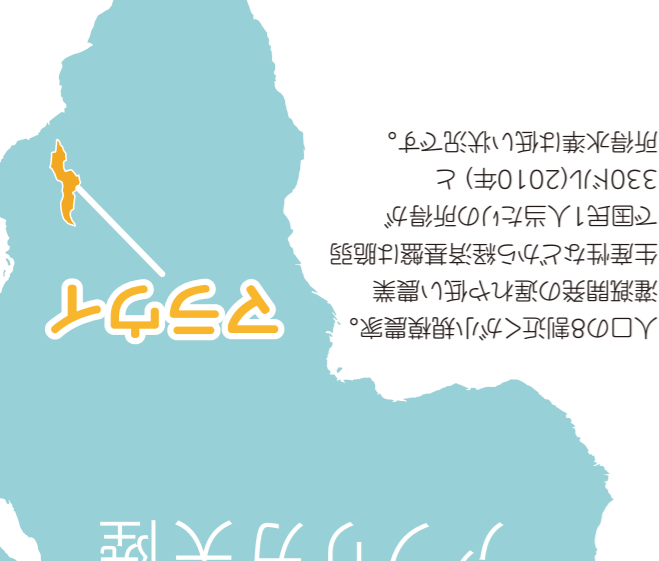 アフリカ大陸
マラウイ
人口の8割近くが小規模農家。
灌漑開発の遅れや低い農業
生産性などから経済基盤は脆弱
で国民1人当たりの所得が
330ドル(2010年) と
所得水準は低い状況です。